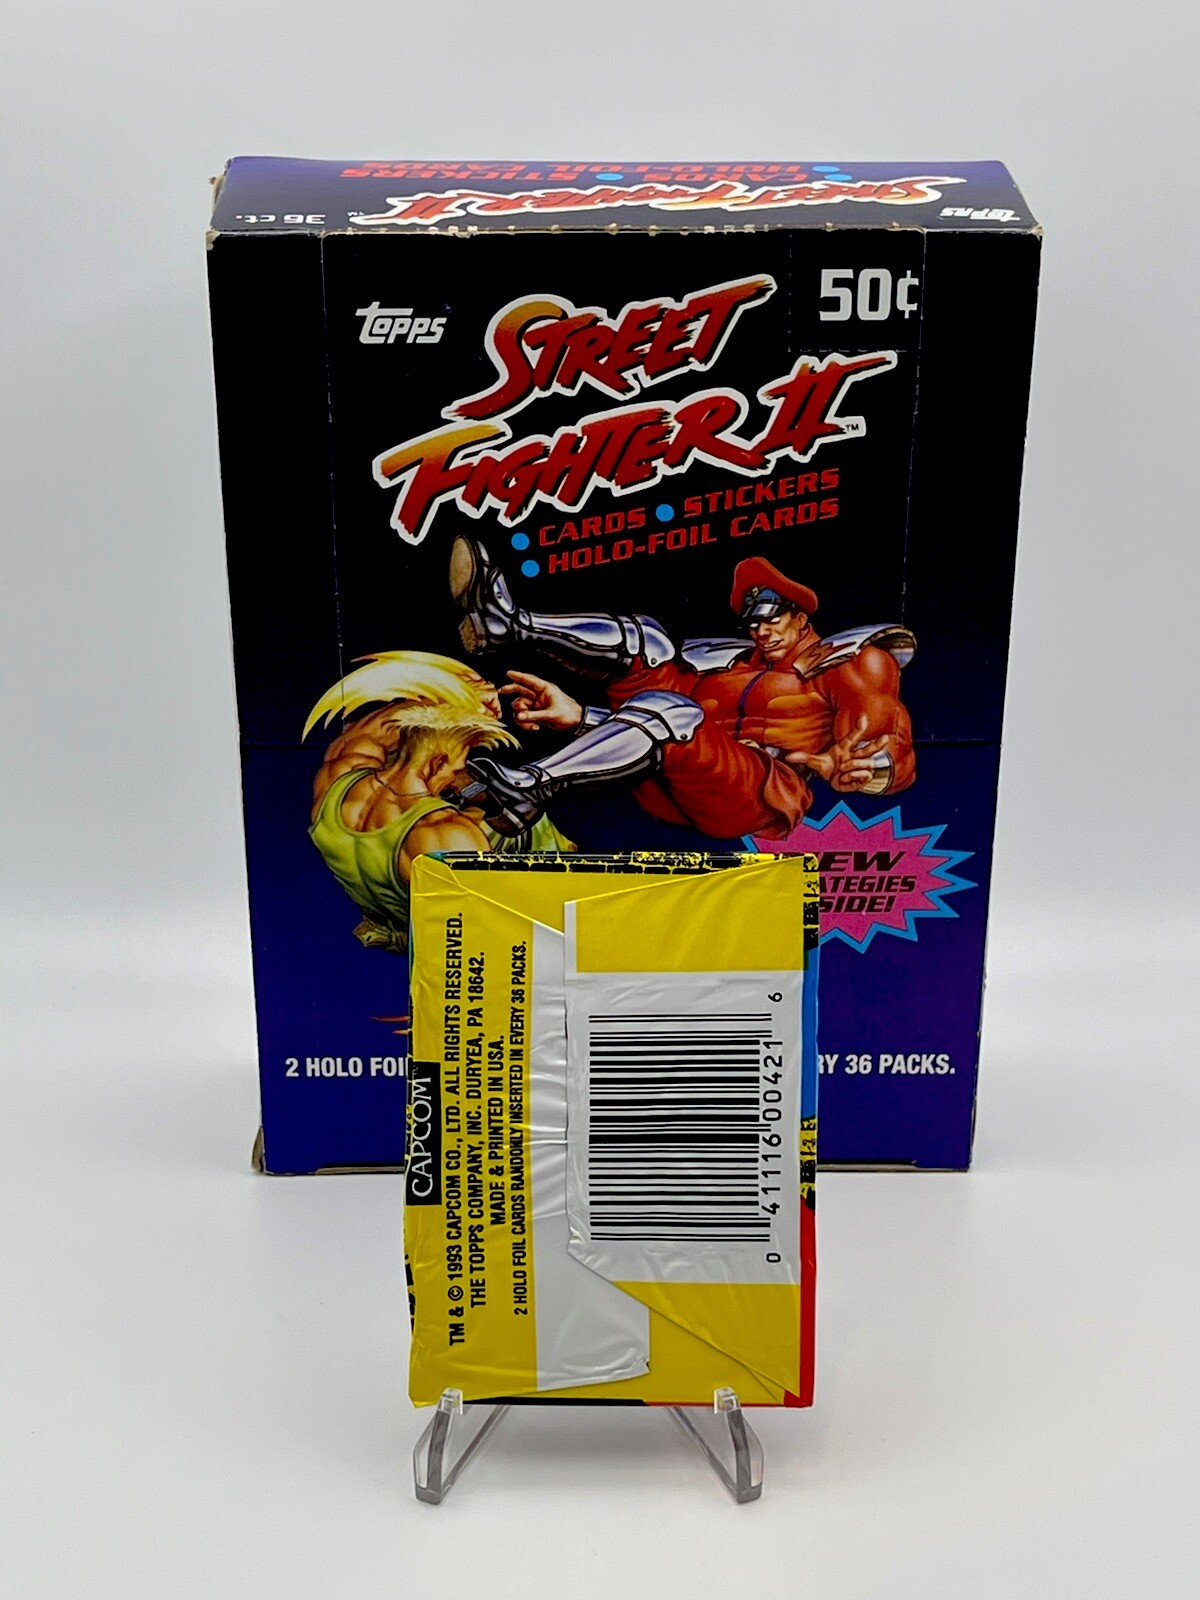 CARDS • STICKERS
HOLO-FOIL CARDS
STREET FIGHTER II™
36 ct.
TOPPS
TOPPS
50¢
STREET
FIGHTER II™
• CARDS • STICKERS
• HOLO-FOIL CARDS
EW
ATEGIES
SIDE!
2 HOLO FOI
RY 36 PACKS.
CAPCOM
TM & © 1993 CAPCOM CO., LTD. ALL RIGHTS RESERVED.
THE TOPPS COMPANY, INC. DURYEA, PA 18642.
MADE & PRINTED IN USA.
2 HOLO FOIL CARDS RANDOMLY INSERTED IN EVERY 36 PACKS.
0 41116 00421 6